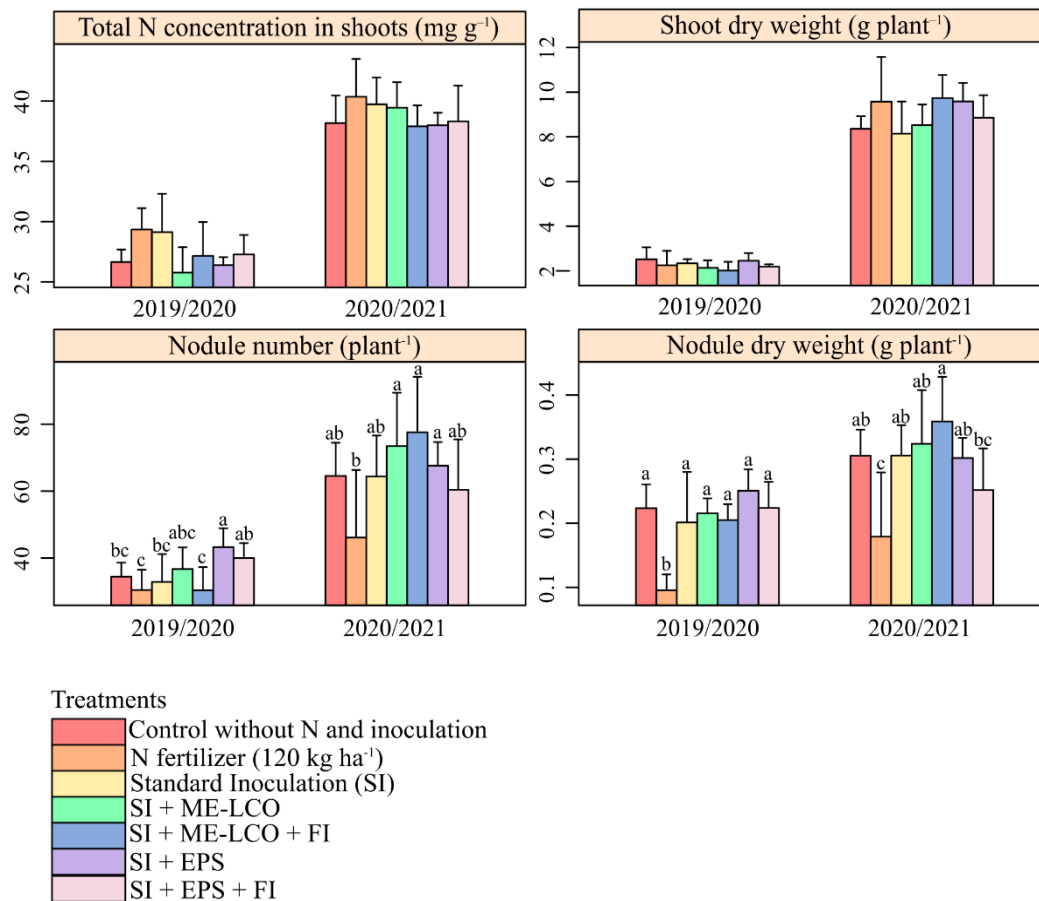 Total N concentration in shoots (mg g⁻¹)
Shoot dry weight (g plant⁻¹)
40
35
30
25
2019/2020
2020/2021
12
10
8
6
4
2
2019/2020
2020/2021
Nodule number (plant⁻¹)
Nodule dry weight (g plant⁻¹)
80
60
40
bc c bc abc c a ab
ab b ab a a a ab
2019/2020
2020/2021
0.4
0.3
0.2
0.1
a b a a a a a
ab c ab ab a ab bc
2019/2020
2020/2021
Treatments
Control without N and inoculation
N fertilizer (120 kg ha⁻¹)
Standard Inoculation (SI)
SI + ME-LCO
SI + ME-LCO + FI
SI + EPS
SI + EPS + FI